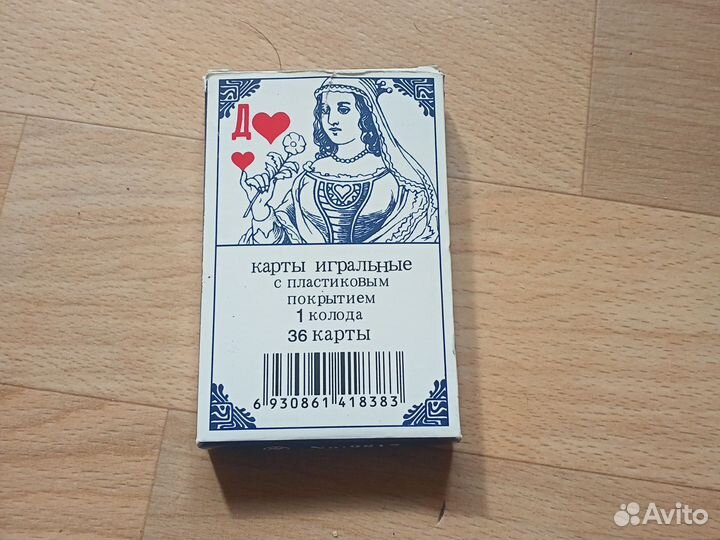 Д
карты игральные
с пластиковым
покрытием
1 колода
36 карты
6 930861 418383
Avito